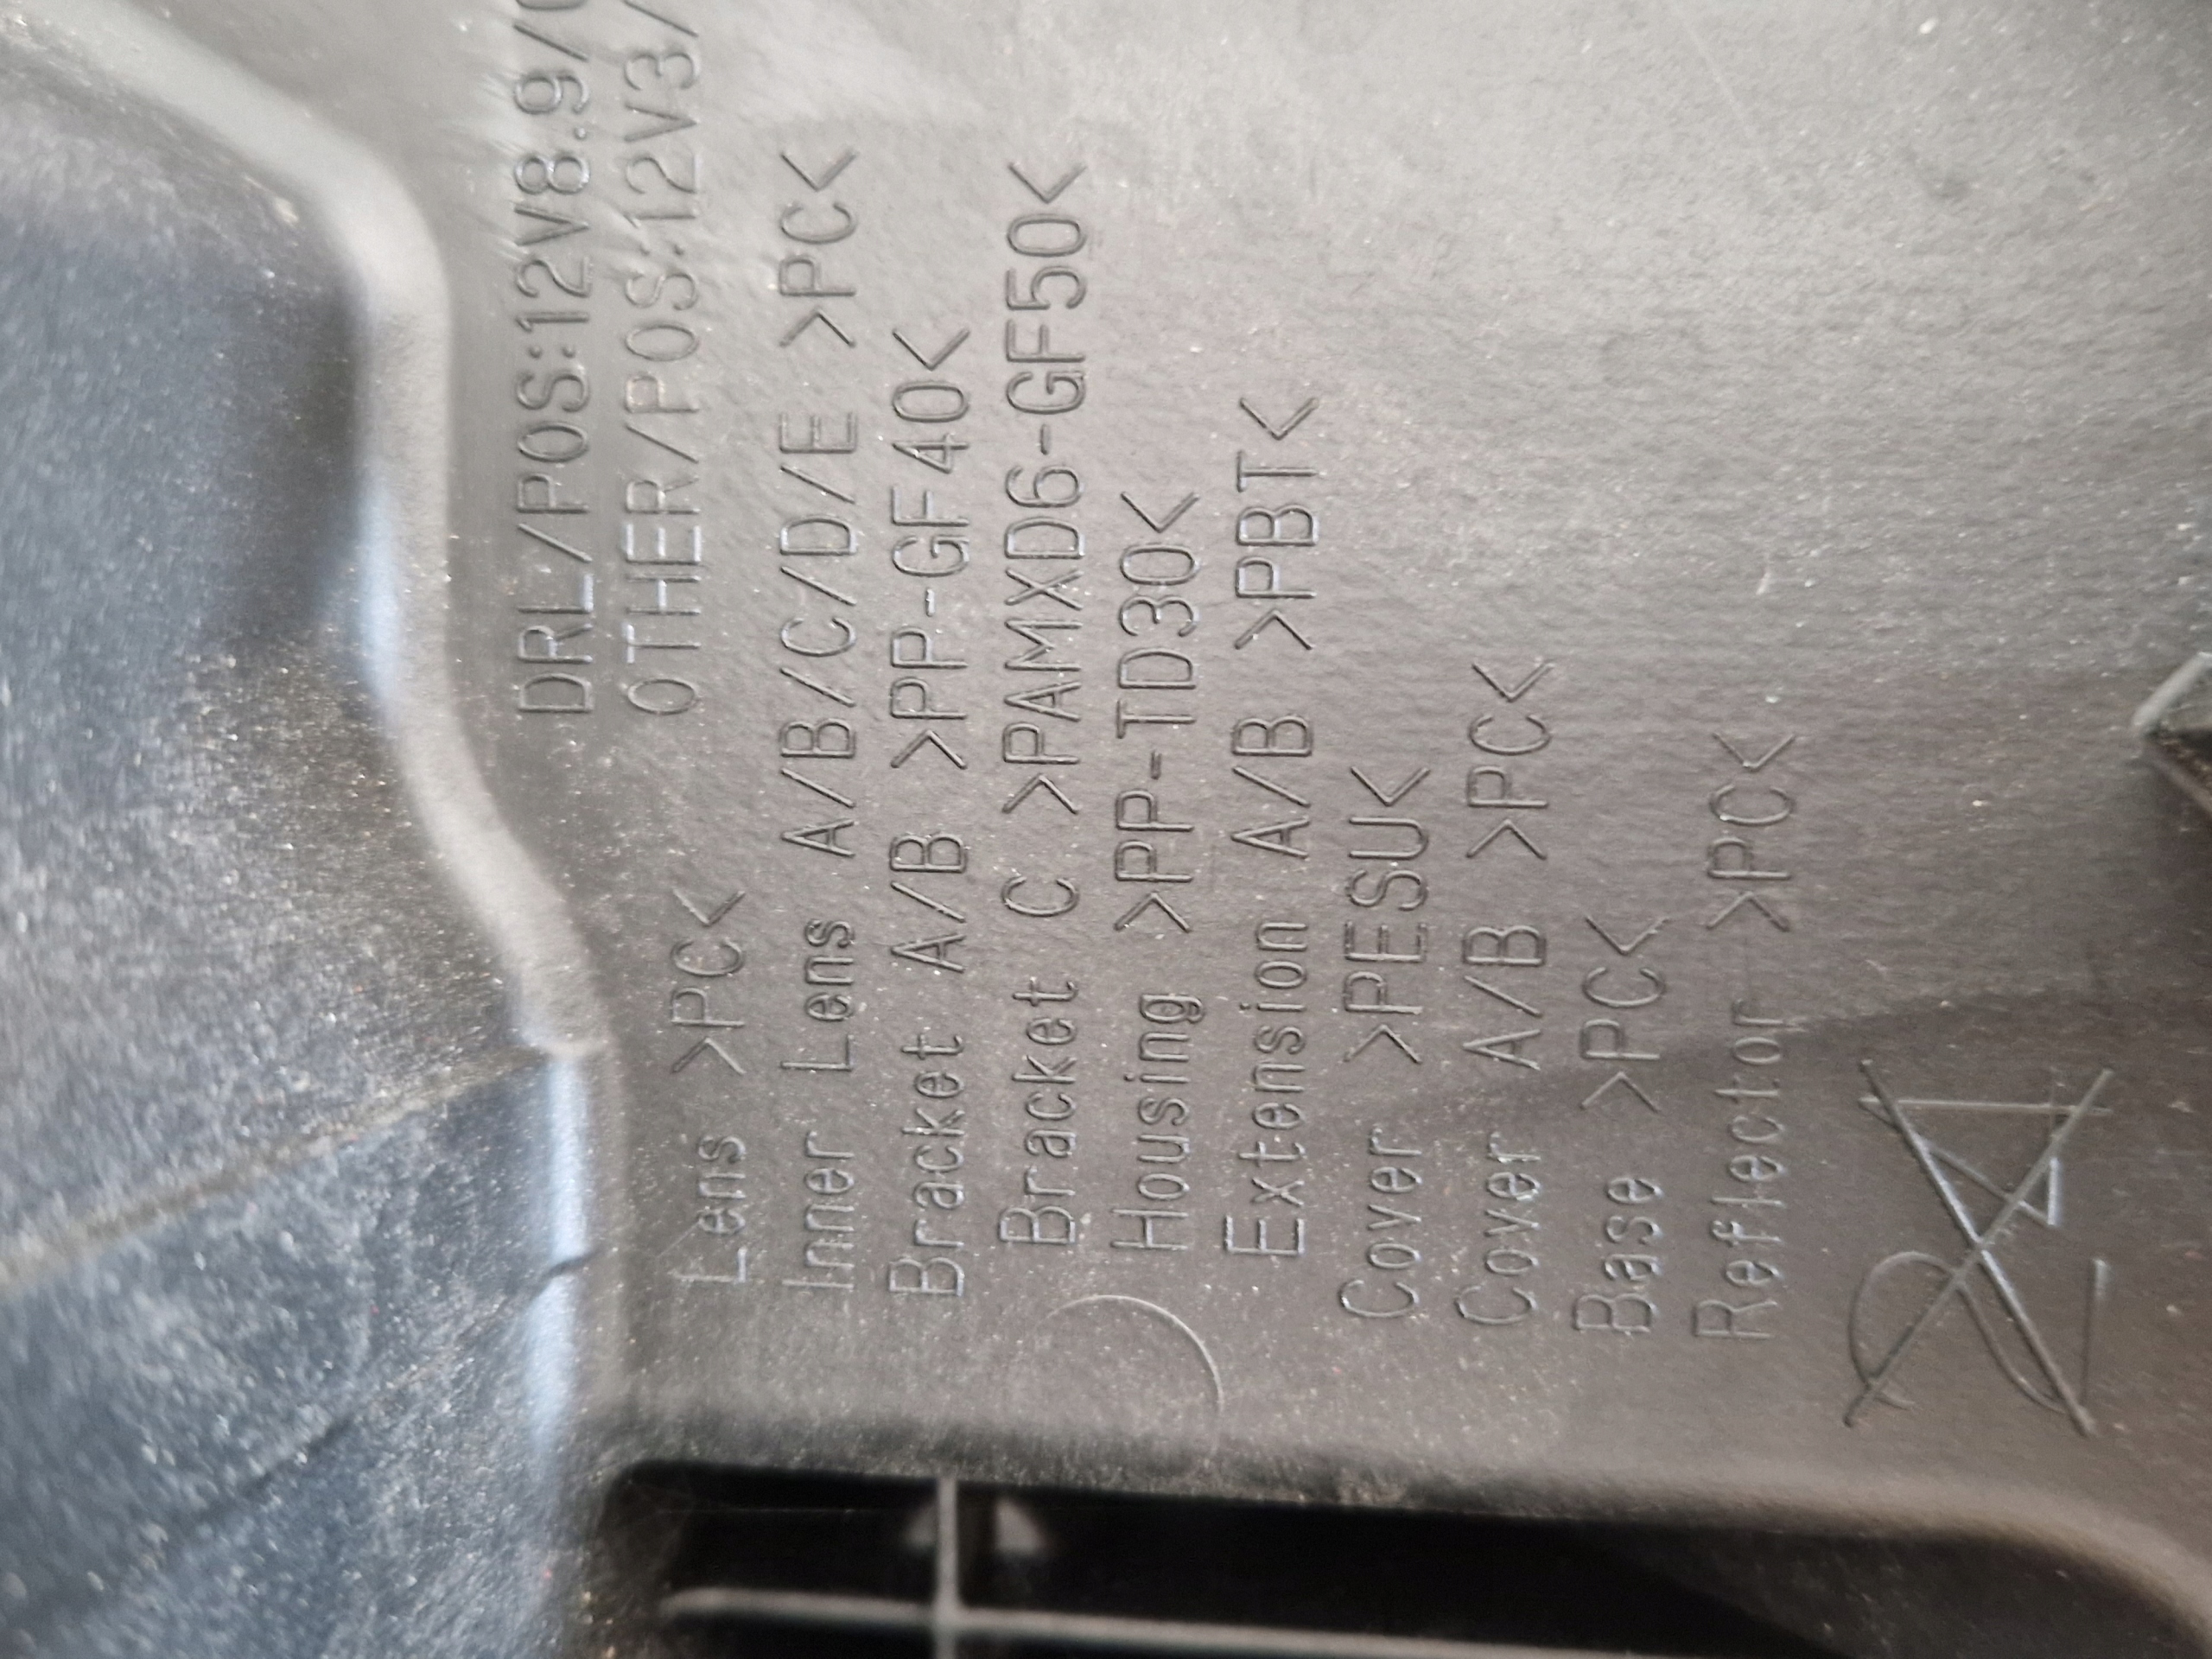 DRL/POS:12V8.9/
OTHER/POS:12V3/
Lens >PC<
Inner Lens A/B/C/D/E >PC<
Bracket A/B >PP-GF40<
Bracket C >PAMXD6-GF50<
Housing >PP-TD30<
Extension A/B >PBT<
Cover >PESU<
Cover A/B >PC<
Base >PC<
Reflector >PC<